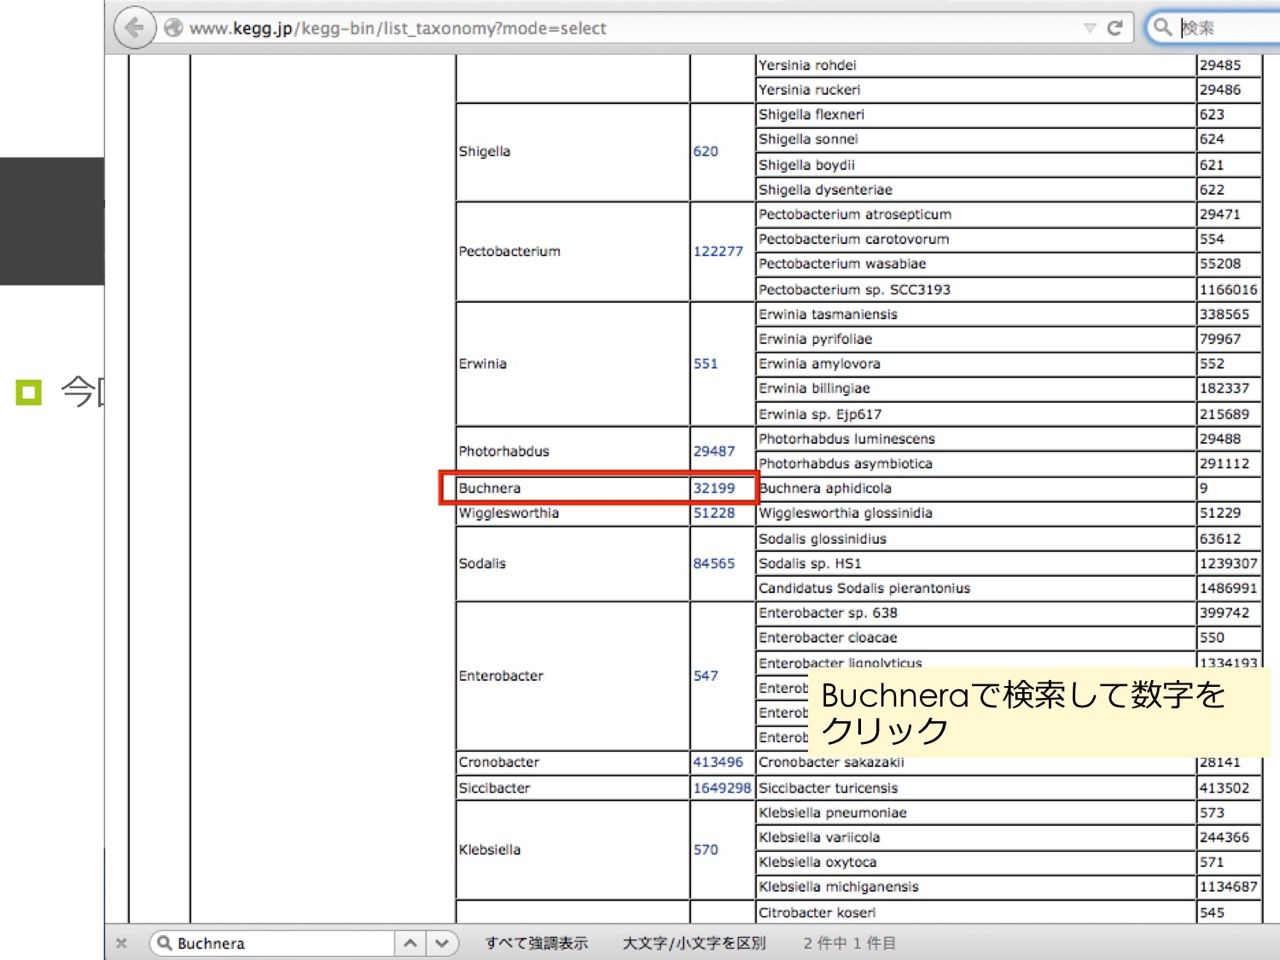 www.kegg.jp/kegg-bin/list_taxonomy?mode=select
検索
Yersinia rohdei 29485
Yersinia ruckeri 29486
Shigella 620
Shigella flexneri 623
Shigella sonnei 624
Shigella boydii 621
Shigella dysenteriae 622
Pectobacterium 122277
Pectobacterium atrosepticum 29471
Pectobacterium carotovorum 554
Pectobacterium wasabiae 55208
Pectobacterium sp. SCC3193 1166016
Erwinia 551
Erwinia tasmaniensis 338565
Erwinia pyrifoliae 79967
Erwinia amylovora 552
Erwinia billingiae 182337
Erwinia sp. Ejp617 215689
Photorhabdus 29487
Photorhabdus luminescens 29488
Photorhabdus asymbiotica 291112
Buchnera 32199 Buchnera aphidicola 9
Wigglesworthia 51228 Wigglesworthia glossinidia 51229
Sodalis 84565
Sodalis glossinidius 63612
Sodalis sp. HS1 1239307
Candidatus Sodalis pierantonius 1486991
Enterobacter 547
Enterobacter sp. 638 399742
Enterobacter cloacae 550
Enterobacter lignolyticus 1334193
Enterob
Enterob
Enterob
Buchneraで検索して数字を
クリック
Cronobacter 413496 Cronobacter sakazakii 28141
Siccibacter 1649298 Siccibacter turicensis 413502
Klebsiella 570
Klebsiella pneumoniae 573
Klebsiella variicola 244366
Klebsiella oxytoca 571
Klebsiella michiganensis 1134687
Citrobacter koseri 545
今
Buchnera すべて強調表示 大文字/小文字を区別 2 件中 1 件目